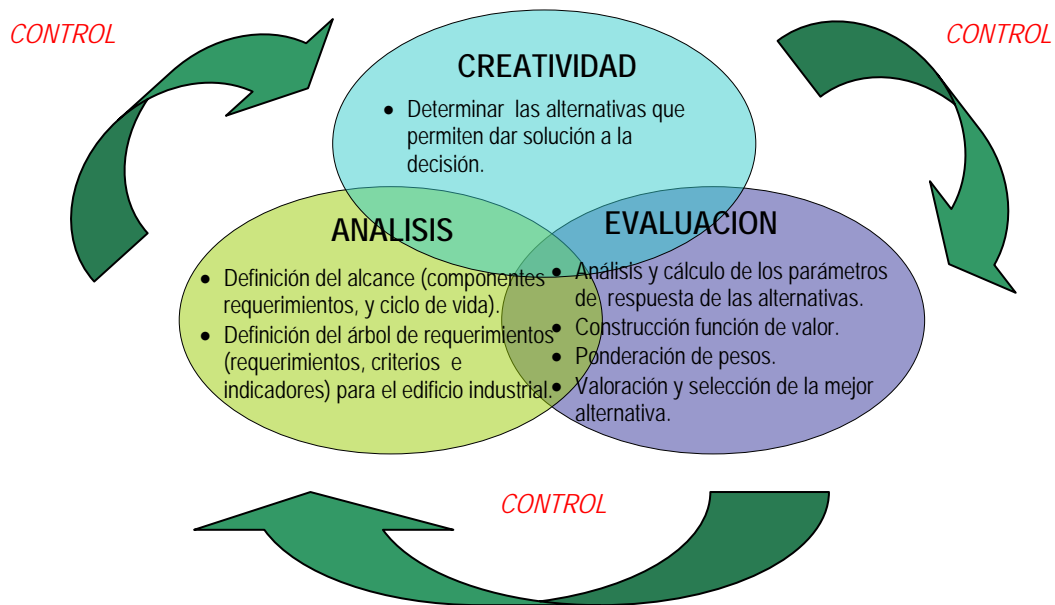 CONTROL
CONTROL
CREATIVIDAD
• Determinar las alternativas que
permiten dar solución a la
decisión.
ANALISIS
• Definición del alcance (componentes
requerimientos, y ciclo de vida).
• Definición del árbol de requerimientos
(requerimientos, criterios e
indicadores) para el edificio industrial.
EVALUACION
• Análisis y cálculo de los parámetros
de respuesta de las alternativas.
• Construcción función de valor.
• Ponderación de pesos.
• Valoración y selección de la mejor
alternativa.
CONTROL